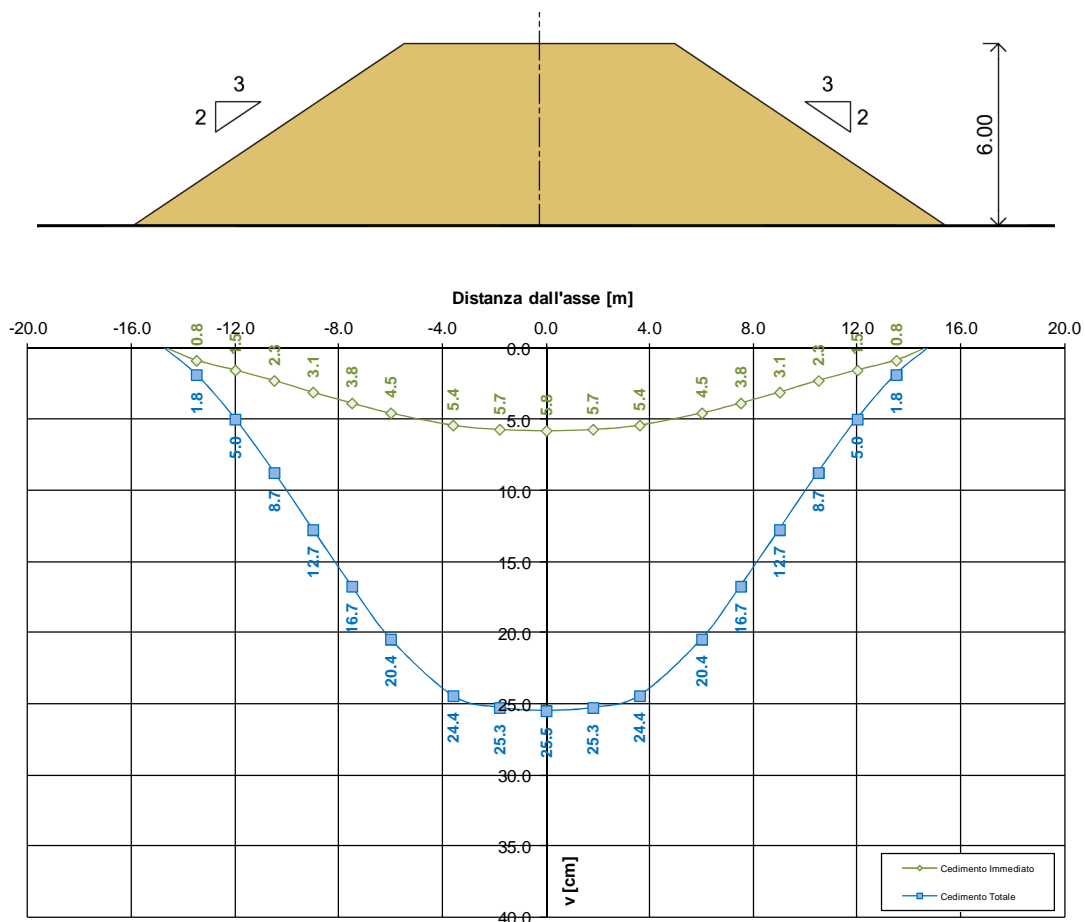 3
2
3
2
6.00
Distanza dall'asse [m]
-20.0 -16.0 -12.0 -8.0 -4.0 0.0 4.0 8.0 12.0 16.0 20.0
0.0
5.0
10.0
15.0
20.0
25.0
30.0
35.0
40.0
0.8 1.5 2.3 3.1 3.8 4.5 5.4 5.7 5.8 5.7 5.4 4.5 3.8 3.1 2.3 1.5 0.8
1.8 5.0 8.7 12.7 16.7 20.4 24.4 25.3 25.5 25.3 24.4 20.4 16.7 12.7 8.7 5.0 1.8
v [cm]
Cedimento Immediato
Cedimento Totale